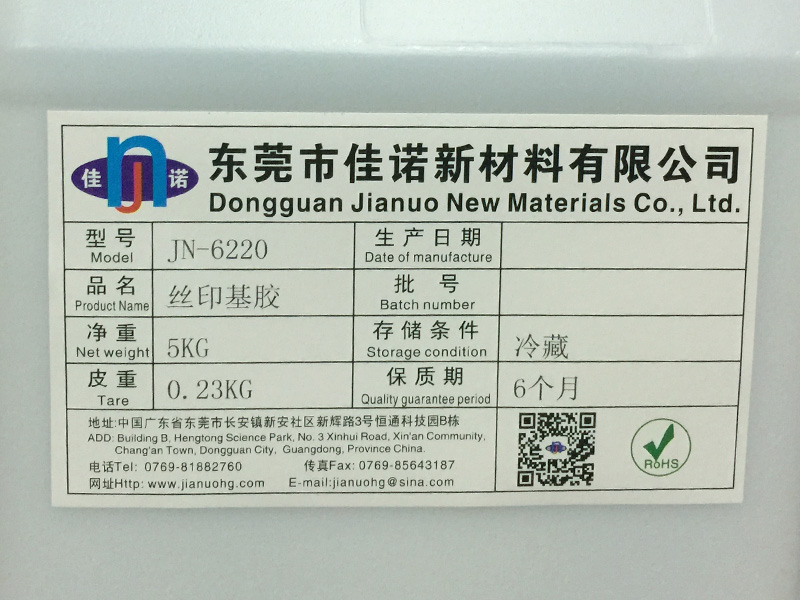 佳 nJ 诺
东莞市佳诺新材料有限公司
Dongguan Jianuo New Materials Co., Ltd.
型号 JN-6220 生产日期
Model Date of manufacture
品名 丝印基胶 批号
Product Name Batch number
净重 5KG 存储条件 冷藏
Net weight Storage condition
皮重 0.23KG 保质期 6个月
Tare Quality guarantee period
地址:中国广东省东莞市长安镇新安社区新辉路3号恒通科技园B栋
ADD: Building B, Hengtong Science Park, No. 3 Xinhui Road, Xin'an Community,
Chang'an Town, Dongguan City, Guangdong, Province China.
电话Tel: 0769-81882760 传真Fax: 0769-85643187
网址Http: www.jianuohg.com E-mail:jianuohg@sina.com
RoHS